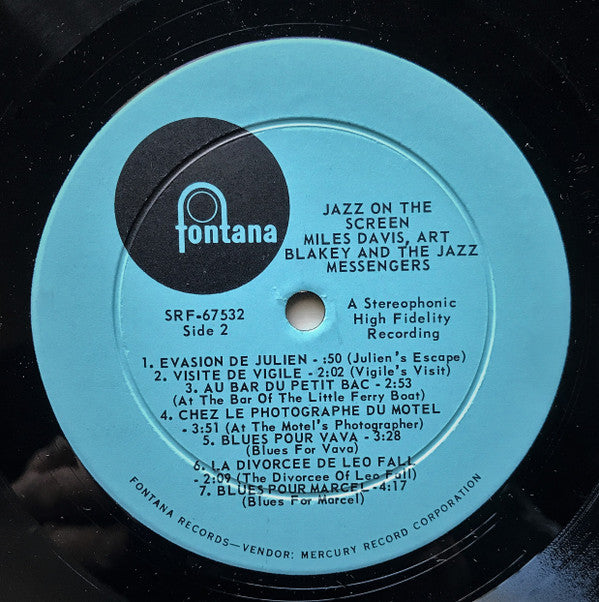 fontana
JAZZ ON THE
SCREEN
MILES DAVIS, ART
BLAKEY AND THE JAZZ
MESSENGERS
SRF-67532
Side 2
A Stereophonic
High Fidelity
Recording
1. EVASION DE JULIEN - :50 (Julien's Escape)
2. VISITE DE VIGILE - 2:02 (Vigile's Visit)
3. AU BAR DU PETIT BAC - 2:53
(At The Bar Of The Little Ferry Boat)
4. CHEZ LE PHOTOGRAPHE DU MOTEL
- 3:51 (At The Motel's Photographer)
5. BLUES POUR VAVA - 3:28
(Blues For Vava)
6. LA DIVORCEE DE LEO FALL
- 2:09 (The Divorcee Of Leo Fall)
7. BLUES POUR MARCEL - 4:17
(Blues For Marcel)
FONTANA RECORDS—VENDOR: MERCURY RECORD CORPORATION